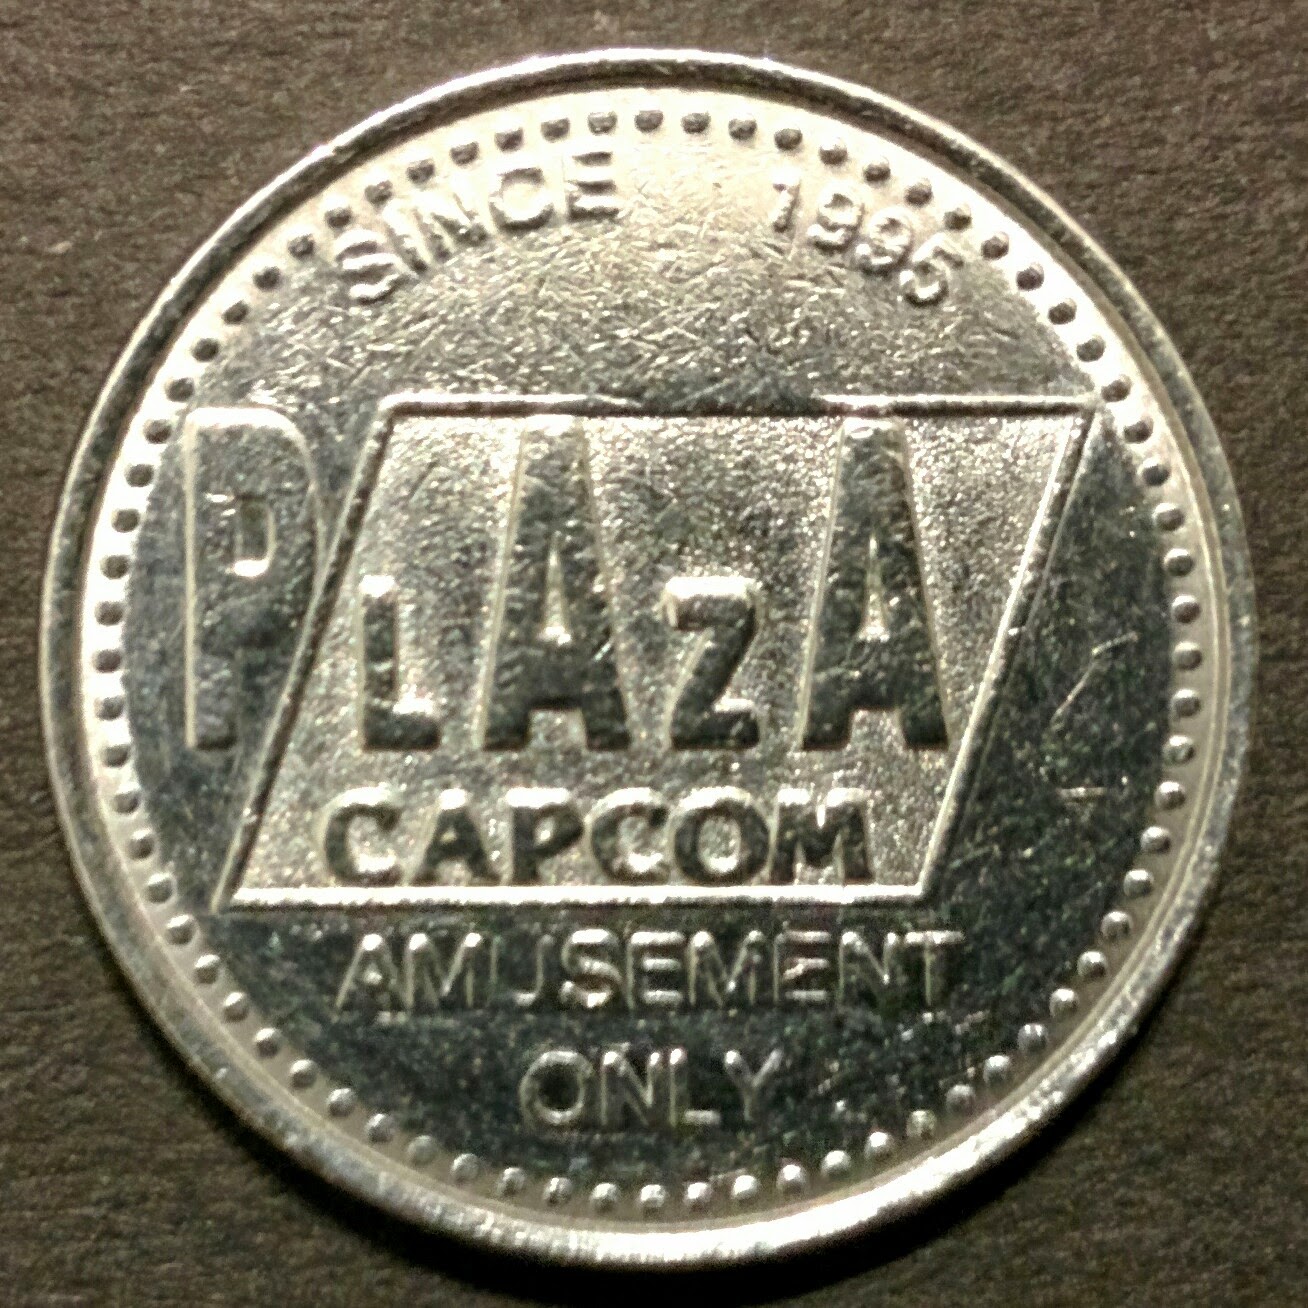 SINCE 1995
PLAZA
CAPCOM
AMUSEMENT
ONLY